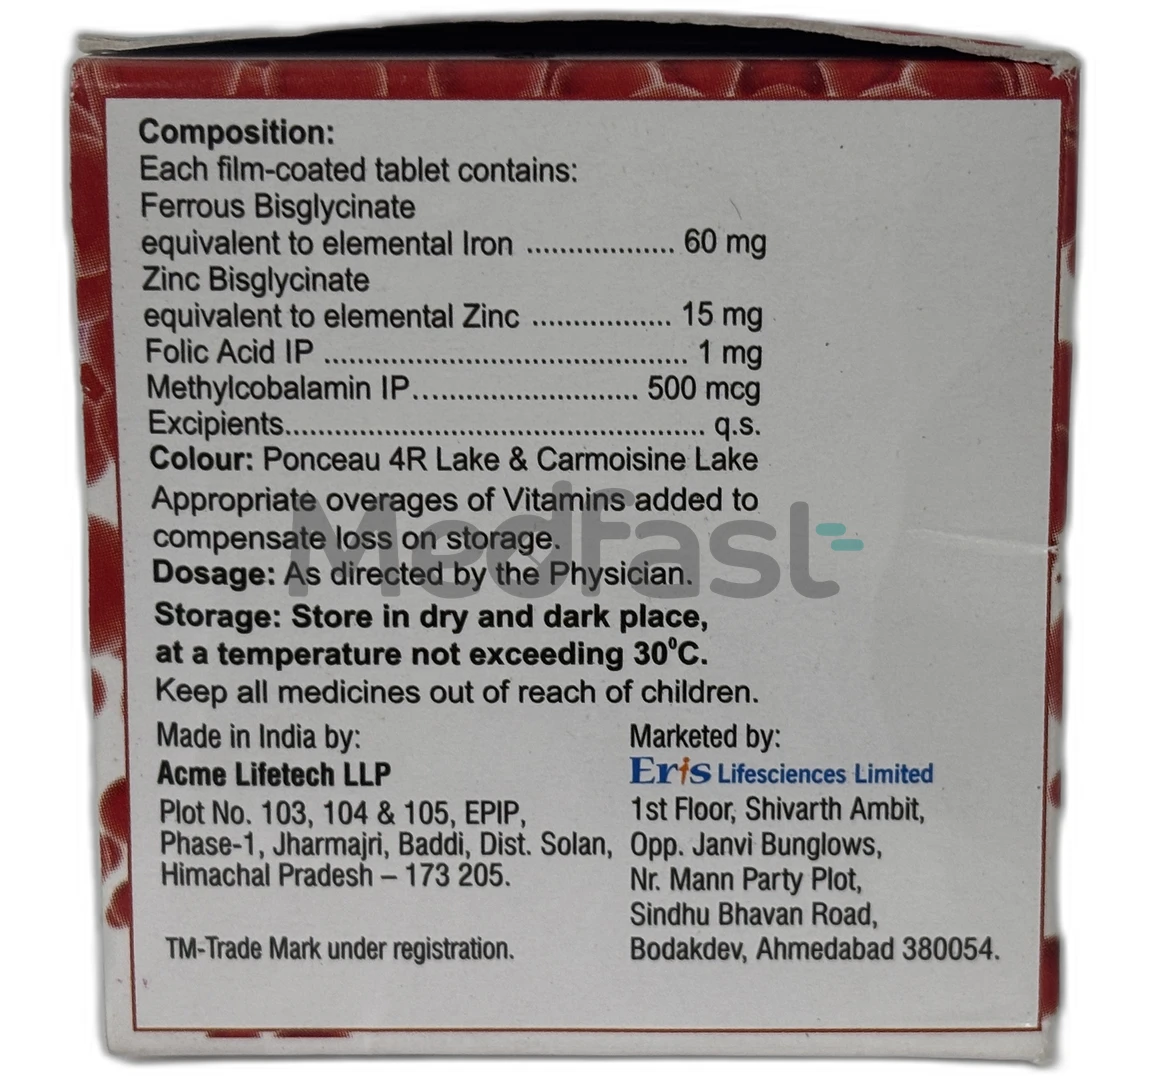 Composition:
Each film-coated tablet contains:
Ferrous Bisglycinate
equivalent to elemental Iron .................. 60 mg
Zinc Bisglycinate
equivalent to elemental Zinc ................. 15 mg
Folic Acid IP ............................................. 1 mg
Methylcobalamin IP............................ 500 mcg
Excipients.................................................... q.s.
Colour: Ponceau 4R Lake & Carmoisine Lake
Appropriate overages of Vitamins added to
compensate loss on storage.
Medfast
Dosage: As directed by the Physician.
Storage: Store in dry and dark place,
at a temperature not exceeding 30⁰C.
Keep all medicines out of reach of children.
Made in India by:
Acme Lifetech LLP
Plot No. 103, 104 & 105, EPIP,
Phase-1, Jharmajri, Baddi, Dist. Solan,
Himachal Pradesh – 173 205.
TM-Trade Mark under registration.
Marketed by:
Eris Lifesciences Limited
1st Floor, Shivarth Ambit,
Opp. Janvi Bunglows,
Nr. Mann Party Plot,
Sindhu Bhavan Road,
Bodakdev, Ahmedabad 380054.